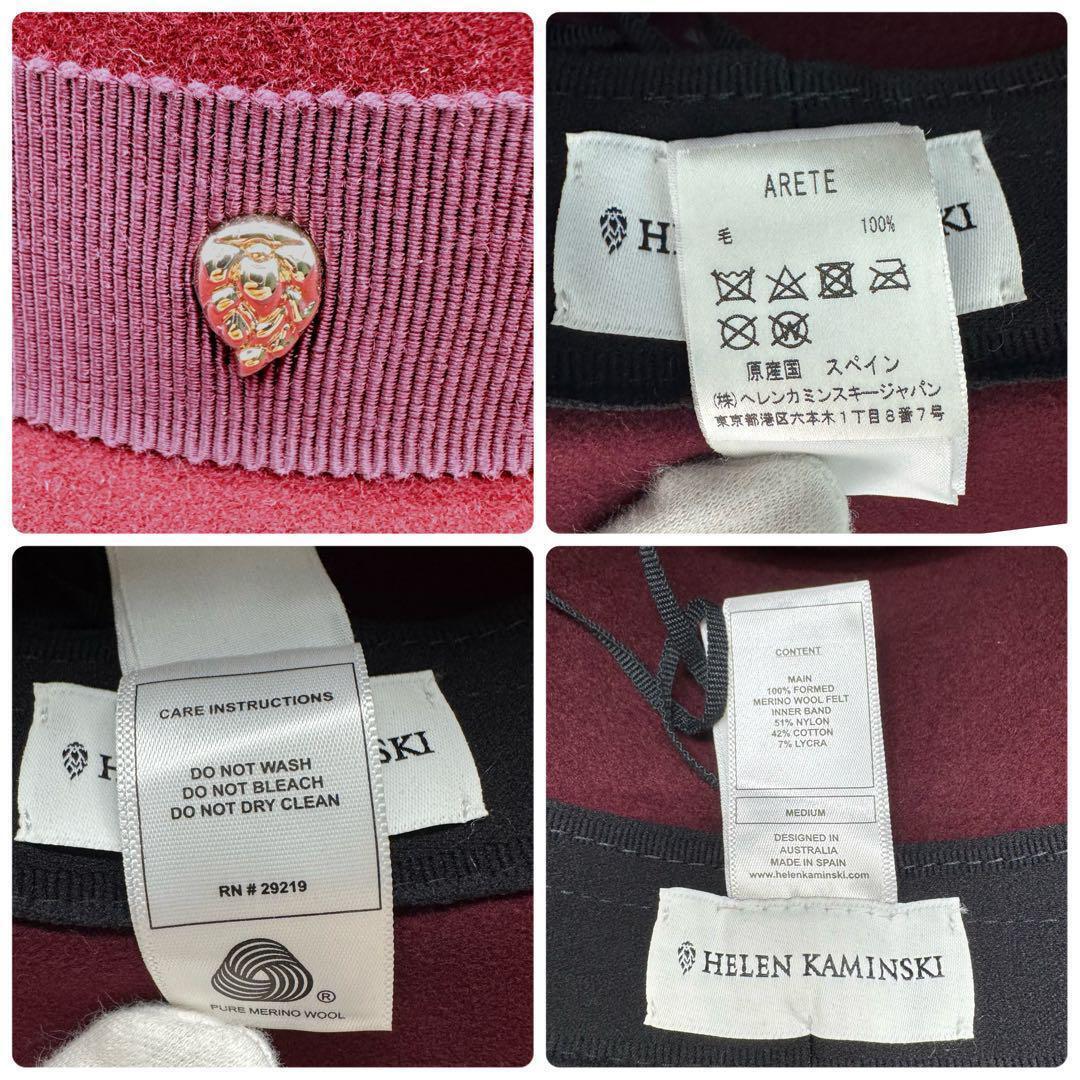 ARETE
毛 100%
W
原産国 スペイン
(株)ヘレンカミンスキージャパン
東京都港区六本木1丁目8番7号
H KI
CARE INSTRUCTIONS
DO NOT WASH
DO NOT BLEACH
DO NOT DRY CLEAN
RN # 29219
®
PURE MERINO WOOL
HE SKI
CONTENT
MAIN
100% FORMED
MERINO WOOL FELT
INNER BAND
51% NYLON
42% COTTON
7% LYCRA
MEDIUM
DESIGNED IN
AUSTRALIA
MADE IN SPAIN
www.helenkaminski.com
HELEN KAMINSKI